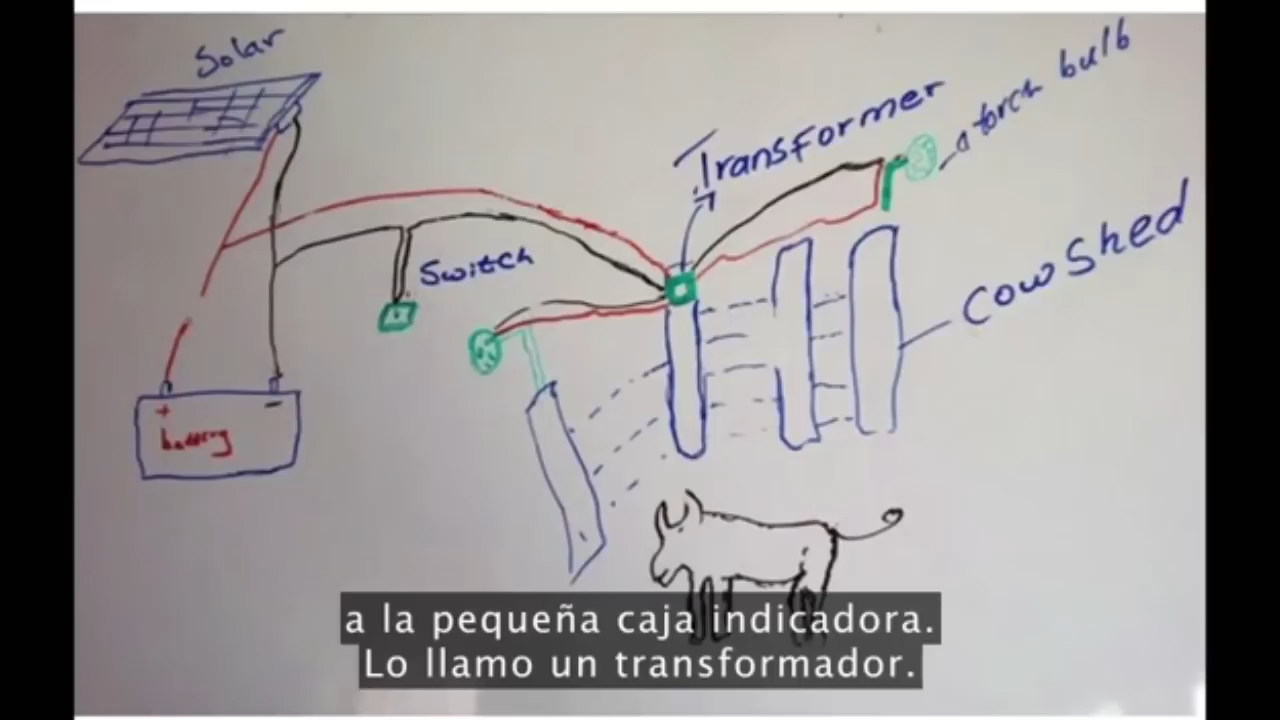 Solar
Transformer
a torch bulb
Switch
Cow Shed
+ -
battery
a la pequeña caja indicadora.
Lo llamo un transformador.